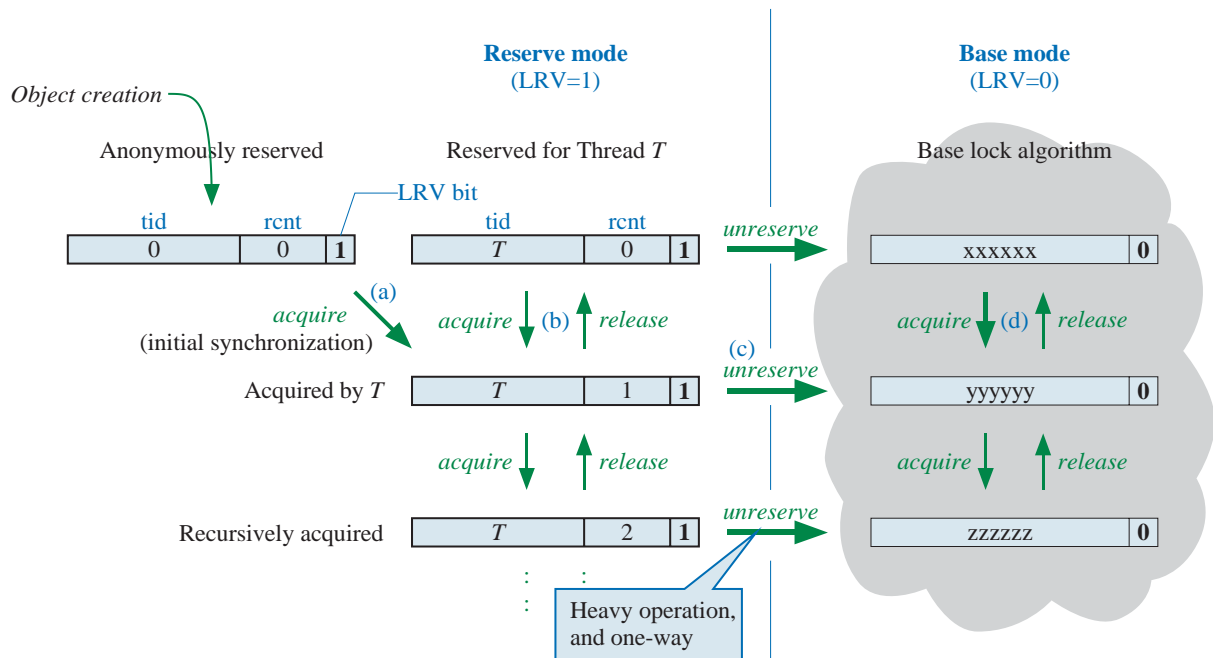 Reserve mode
(LRV=1)
Base mode
(LRV=0)
Object creation
Anonymously reserved
Reserved for Thread T
Base lock algorithm
LRV bit
tid rcnt
tid rcnt
unreserve
0 0 1
T 0 1
xxxxxx 0
(a)
acquire
(initial synchronization)
acquire (b) release
acquire (d) release
(c)
unreserve
Acquired by T
T 1 1
yyyyyy 0
acquire release
acquire release
unreserve
Recursively acquired
T 2 1
zzzzzz 0
: :
:
Heavy operation,
and one-way